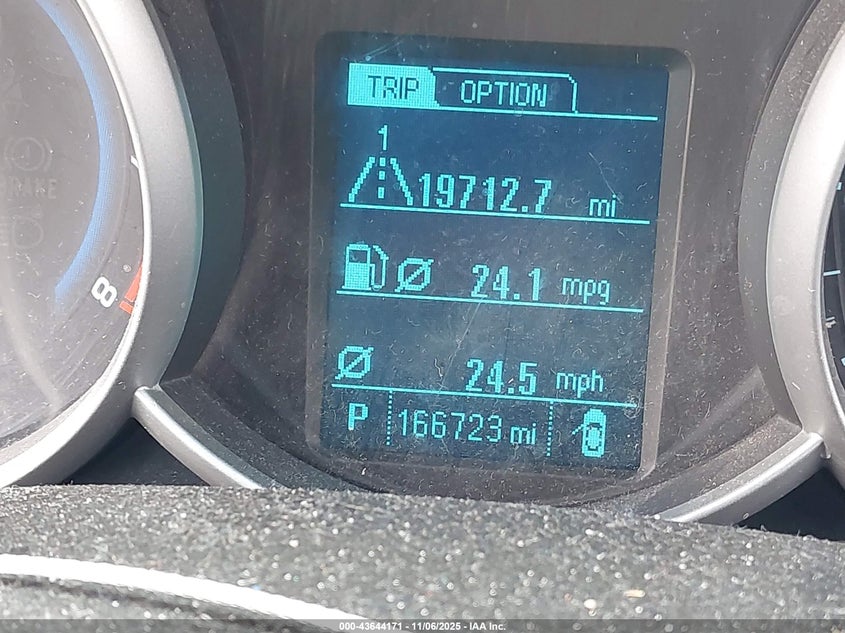 TRIP OPTION
1
19712.7 mi
24.1 mpg
24.5 mph
P 166723 mi
BRAKE
8
000-43644171 - 11/06/2025 - IAA Inc.